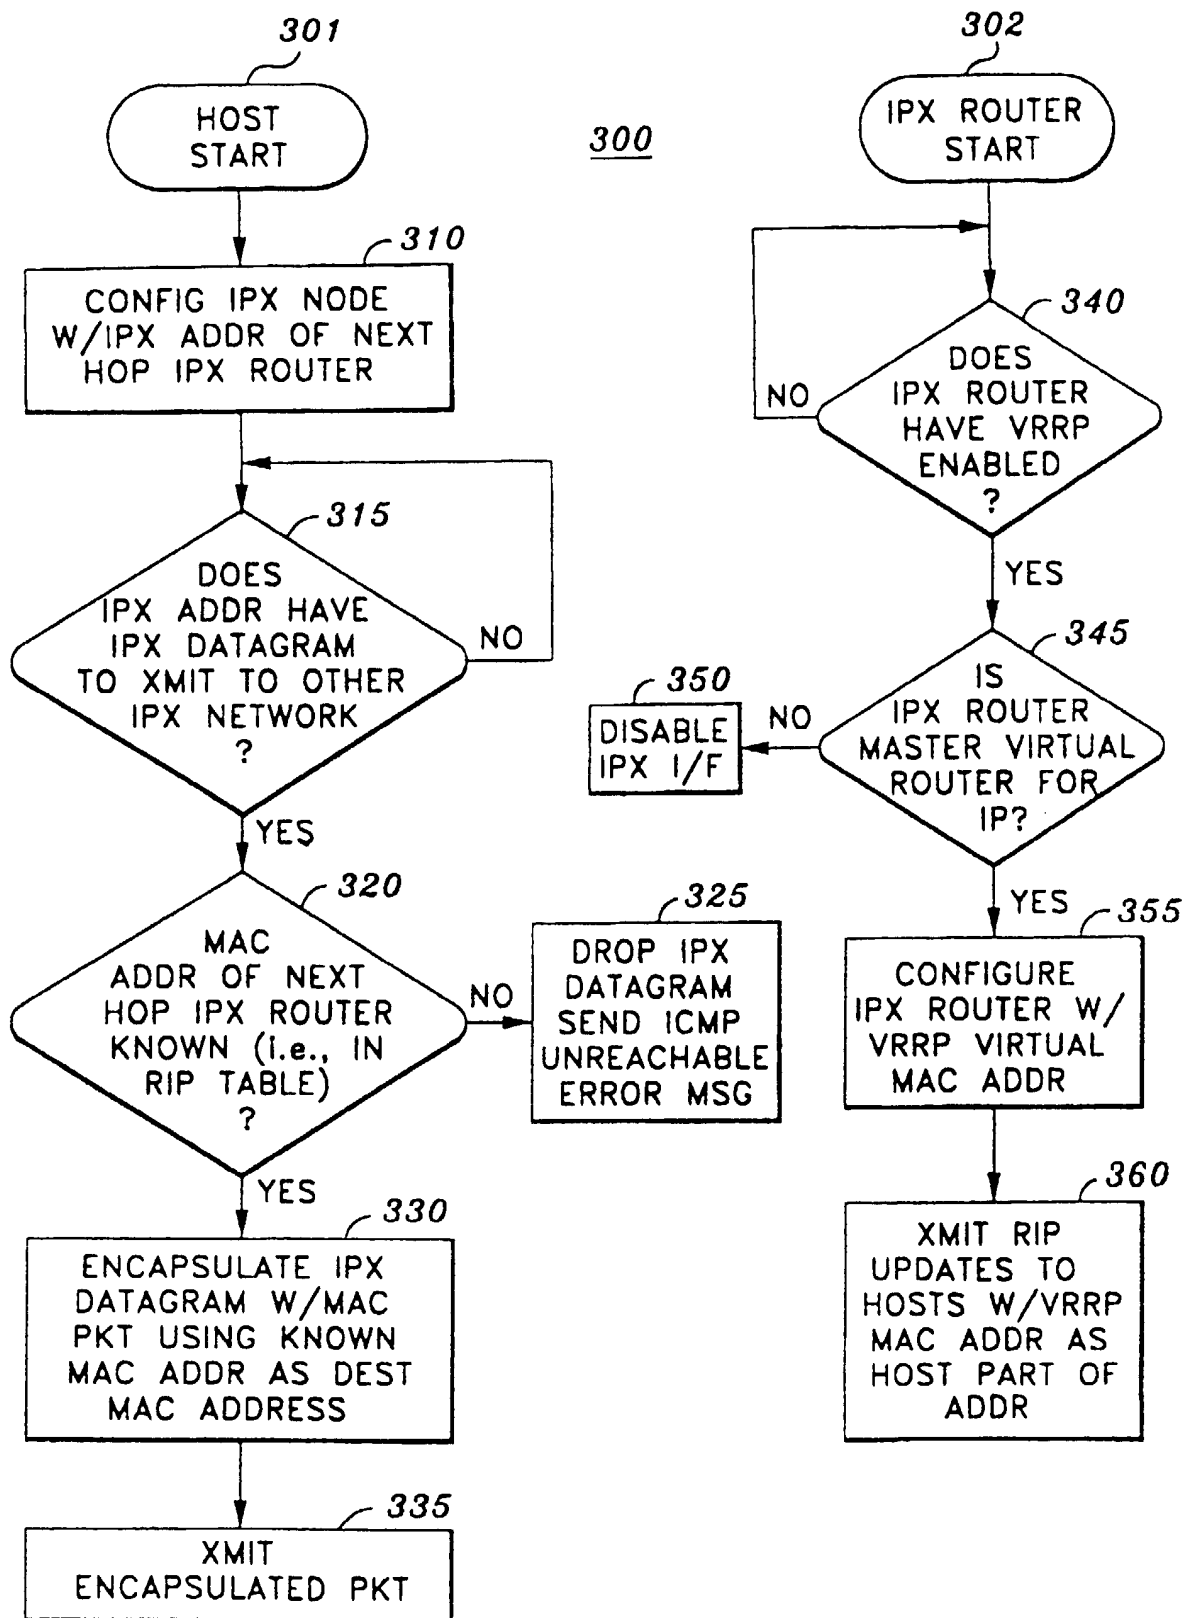 301
HOST
START
310
CONFIG IPX NODE
W/IPX ADDR OF NEXT
HOP IPX ROUTER
315
DOES
IPX ADDR HAVE
IPX DATAGRAM
TO XMIT TO OTHER
IPX NETWORK
?
NO
YES
320
MAC
ADDR OF NEXT
HOP IPX ROUTER
KNOWN (i.e., IN
RIP TABLE)
?
NO
325
DROP IPX
DATAGRAM
SEND ICMP
UNREACHABLE
ERROR MSG
YES
330
ENCAPSULATE IPX
DATAGRAM W/MAC
PKT USING KNOWN
MAC ADDR AS DEST
MAC ADDRESS
335
XMIT
ENCAPSULATED PKT
300
302
IPX ROUTER
START
340
DOES
IPX ROUTER
HAVE VRRP
ENABLED
?
NO
YES
345
IS
IPX ROUTER
MASTER VIRTUAL
ROUTER FOR
IP?
NO
350
DISABLE
IPX I/F
YES
355
CONFIGURE
IPX ROUTER W/
VRRP VIRTUAL
MAC ADDR
360
XMIT RIP
UPDATES TO
HOSTS W/VRRP
MAC ADDR AS
HOST PART OF
ADDR